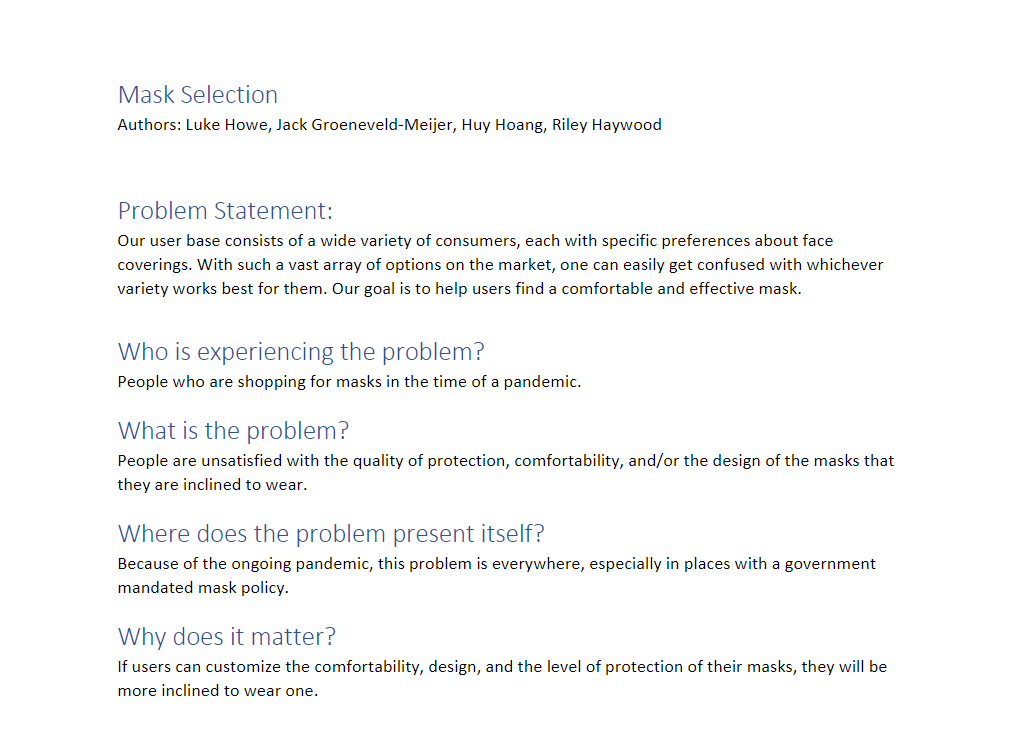 Mask Selection
Authors: Luke Howe, Jack Groeneveld-Meijer, Huy Hoang, Riley Haywood
Problem Statement:
Our user base consists of a wide variety of consumers, each with specific preferences about face
coverings. With such a vast array of options on the market, one can easily get confused with whichever
variety works best for them. Our goal is to help users find a comfortable and effective mask.
Who is experiencing the problem?
People who are shopping for masks in the time of a pandemic.
What is the problem?
People are unsatisfied with the quality of protection, comfortability, and/or the design of the masks that
they are inclined to wear.
Where does the problem present itself?
Because of the ongoing pandemic, this problem is everywhere, especially in places with a government
mandated mask policy.
Why does it matter?
If users can customize the comfortability, design, and the level of protection of their masks, they will be
more inclined to wear one.